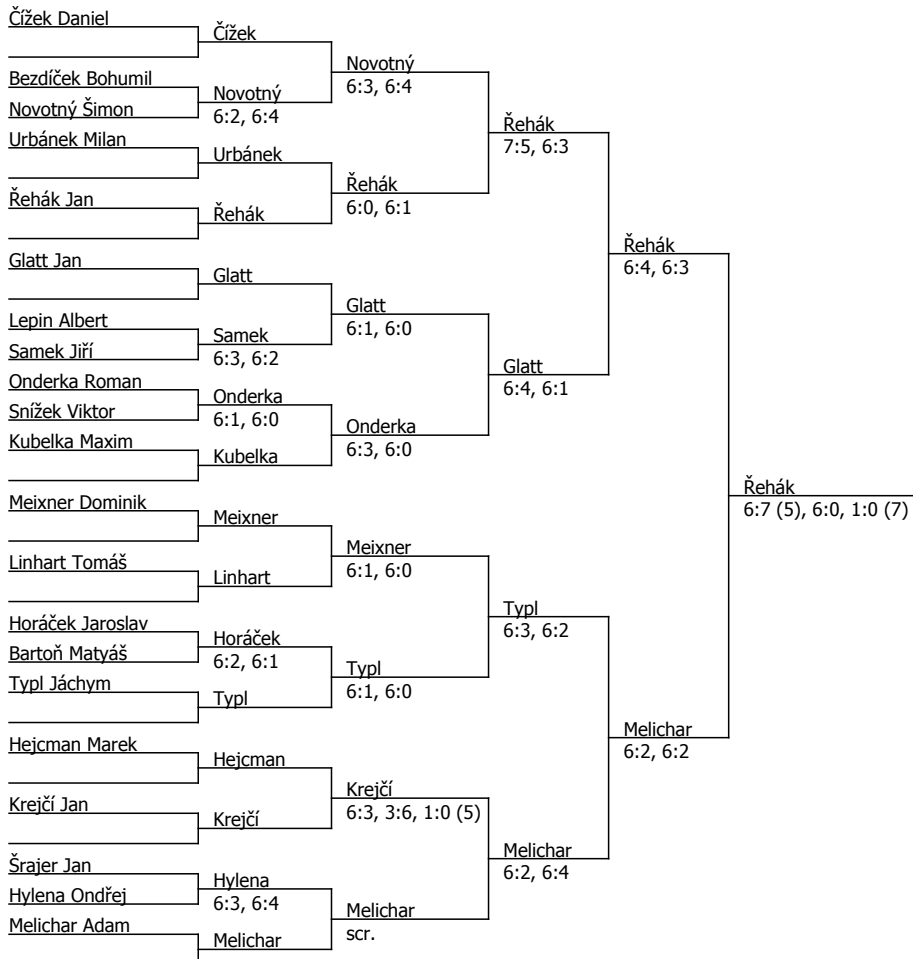 Čížek Daniel
Čížek
Novotný
6:3, 6:4
Bezdíček Bohumil
Novotný
6:2, 6:4
Novotný Šimon
Řehák
7:5, 6:3
Urbánek Milan
Urbánek
Řehák
6:0, 6:1
Řehák Jan
Řehák
Řehák
6:4, 6:3
Glatt Jan
Glatt
Glatt
6:1, 6:0
Lepin Albert
Samek
6:3, 6:2
Samek Jiří
Glatt
6:4, 6:1
Onderka Roman
Onderka
6:1, 6:0
Snížek Viktor
Onderka
6:3, 6:0
Kubelka Maxim
Kubelka
Řehák
6:7 (5), 6:0, 1:0 (7)
Meixner Dominik
Meixner
Meixner
6:1, 6:0
Linhart Tomáš
Linhart
Typl
6:3, 6:2
Horáček Jaroslav
Horáček
6:2, 6:1
Bartoň Matyáš
Typl
6:1, 6:0
Typl Jáchym
Typl
Melichar
6:2, 6:2
Hejcman Marek
Hejcman
Krejčí
6:3, 3:6, 1:0 (5)
Krejčí Jan
Krejčí
Melichar
6:2, 6:4
Šrajer Jan
Hylena
6:3, 6:4
Hylena Ondřej
Melichar
scr.
Melichar Adam
Melichar